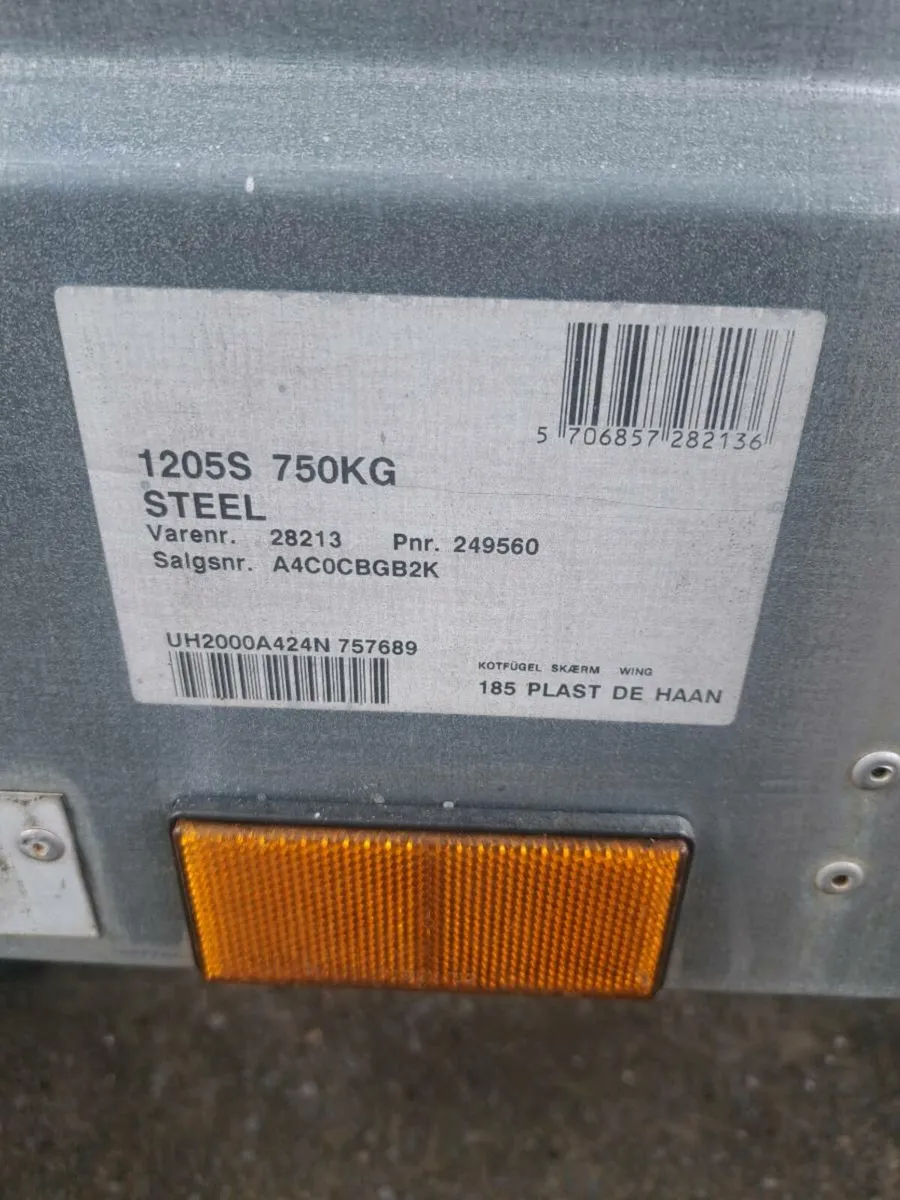 5 706857 282136
1205S 750KG
STEEL
Varenr. 28213 Pnr. 249560
Salgsnr. A4C0CBGB2K
UH2000A424N 757689
KOTFÜGEL SKÆRM WING
185 PLAST DE HAAN